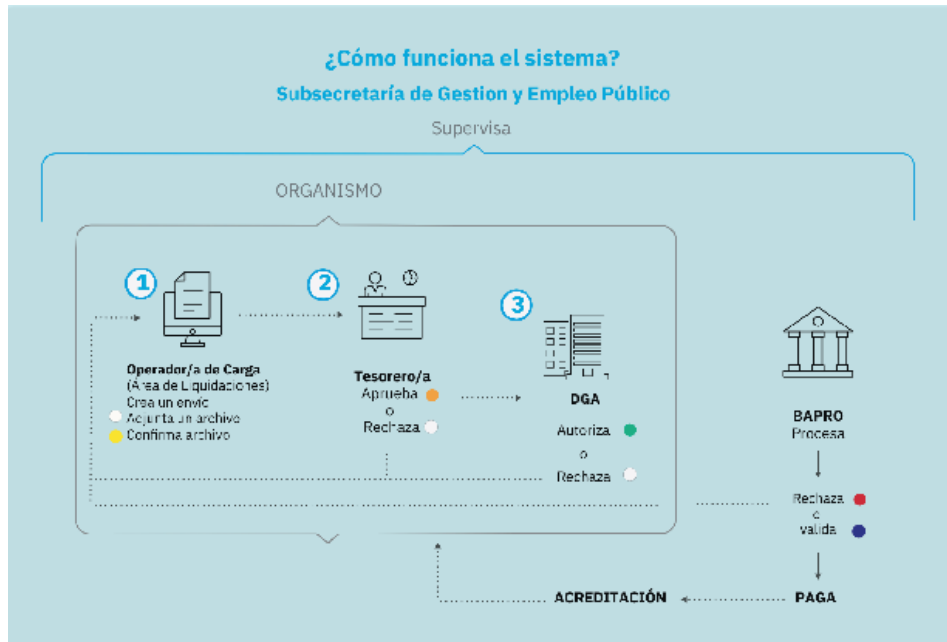 ¿Cómo funciona el sistema?
Subsecretaría de Gestion y Empleo Público
Supervisa
ORGANISMO
1
Operador/a de Carga
(Área de Liquidaciones)
Crea un envío
Adjunta un archivo
Confirma archivo
2
Tesorero/a
Aprueba
o
Rechaza
3
DGA
Autoriza
o
Rechaza
BAPRO
Procesa
Rechaza
o
valida
PAGA
ACREDITACIÓN